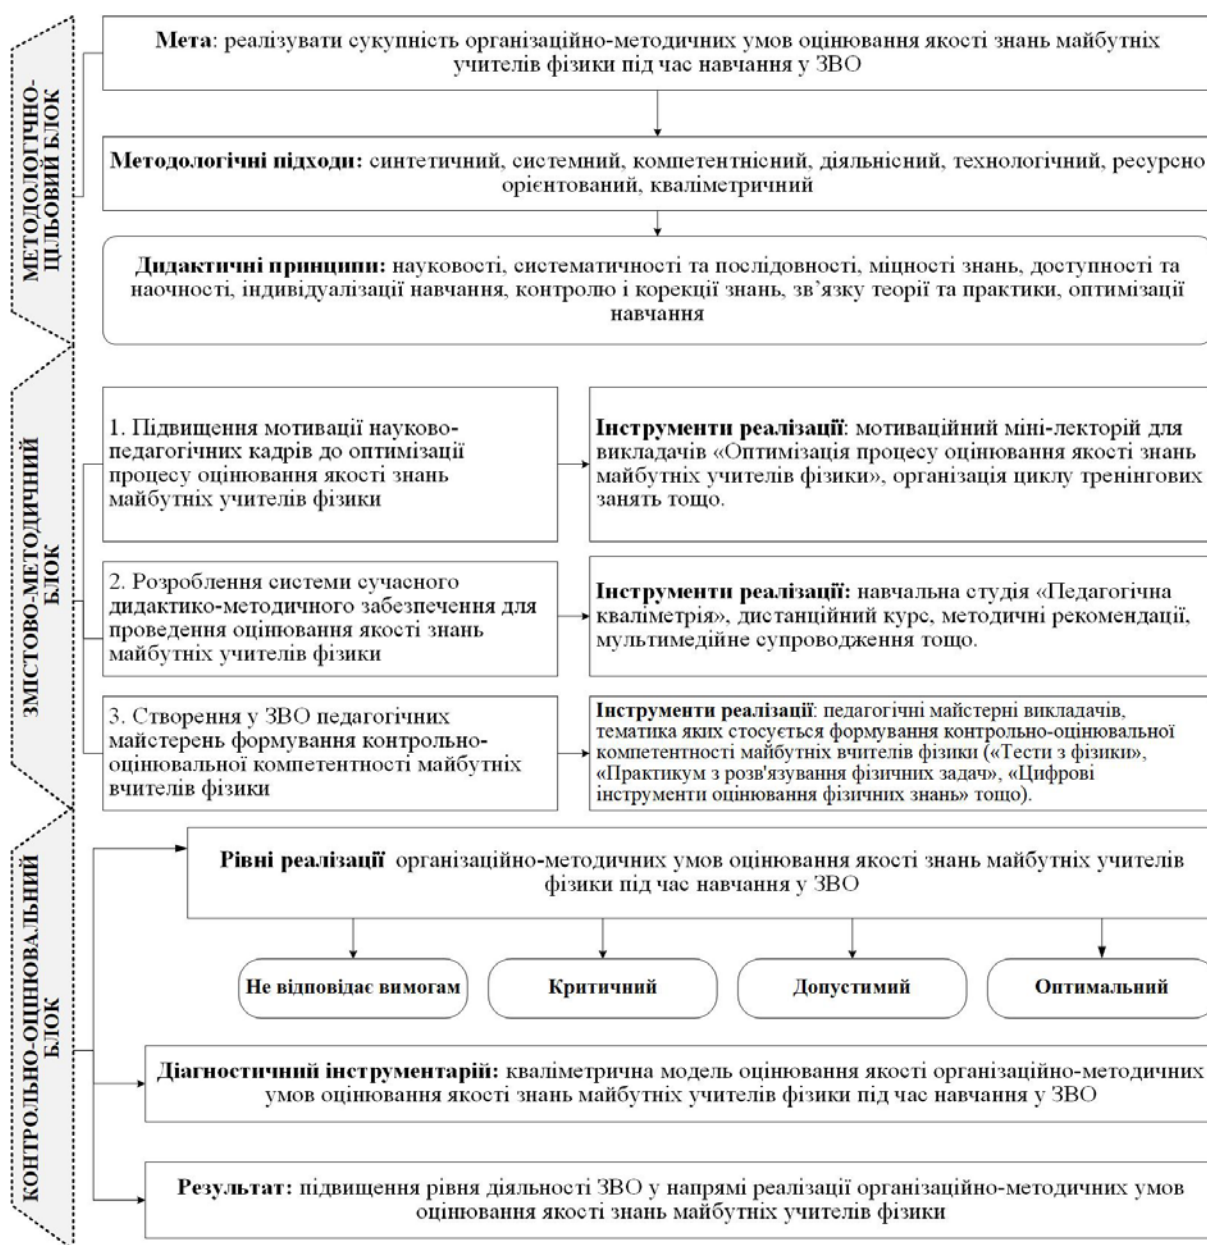 МЕТОДОЛОГІЧНО-
ЦІЛЬОВИЙ БЛОК
Мета: реалізувати сукупність організаційно-методичних умов оцінювання якості знань майбутніх
учителів фізики під час навчання у ЗВО
Методологічні підходи: синтетичний, системний, компетентнісний, діяльнісний, технологічний, ресурсно
орієнтований, кваліметричний
Дидактичні принципи: науковості, систематичності та послідовності, міцності знань, доступності та
наочності, індивідуалізації навчання, контролю і корекції знань, зв’язку теорії та практики, оптимізації
навчання
ЗМІСТОВО-МЕТОДИЧНИЙ
БЛОК
1. Підвищення мотивації науково-
педагогічних кадрів до оптимізації
процесу оцінювання якості знань
майбутніх учителів фізики
Інструменти реалізації: мотиваційний міні-лекторій для
викладачів «Оптимізація процесу оцінювання якості знань
майбутніх учителів фізики», організація циклу тренінгових
занять тощо.
2. Розроблення системи сучасного
дидактико-методичного забезпечення для
проведення оцінювання якості знань
майбутніх учителів фізики
Інструменти реалізації: навчальна студія «Педагогічна
кваліметрія», дистанційний курс, методичні рекомендації,
мультимедійне супроводження тощо.
3. Створення у ЗВО педагогічних
майстерень формування контрольно-
оцінювальної компетентності майбутніх
вчителів фізики
Інструменти реалізації: педагогічні майстерні викладачів,
тематика яких стосується формування контрольно-оцінювальної
компетентності майбутніх вчителів фізики («Тести з фізики»,
«Практикум з розв'язування фізичних задач», «Цифрові
інструменти оцінювання фізичних знань» тощо).
КОНТРОЛЬНО-ОЦІНЮВАЛЬНИЙ
БЛОК
Рівні реалізації організаційно-методичних умов оцінювання якості знань майбутніх учителів
фізики під час навчання у ЗВО
Не відповідає вимогам
Критичний
Допустимий
Оптимальний
Діагностичний інструментарій: кваліметрична модель оцінювання якості організаційно-методичних
умов оцінювання якості знань майбутніх учителів фізики під час навчання у ЗВО
Результат: підвищення рівня діяльності ЗВО у напрямі реалізації організаційно-методичних умов
оцінювання якості знань майбутніх учителів фізики